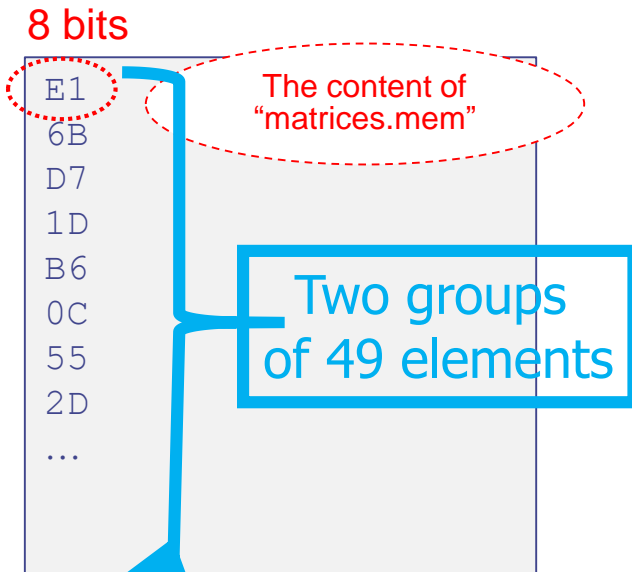 8 bits
E1
The content of
“matrices.mem”
6B
D7
1D
B6
0C
55
2D
...
Two groups
of 49 elements